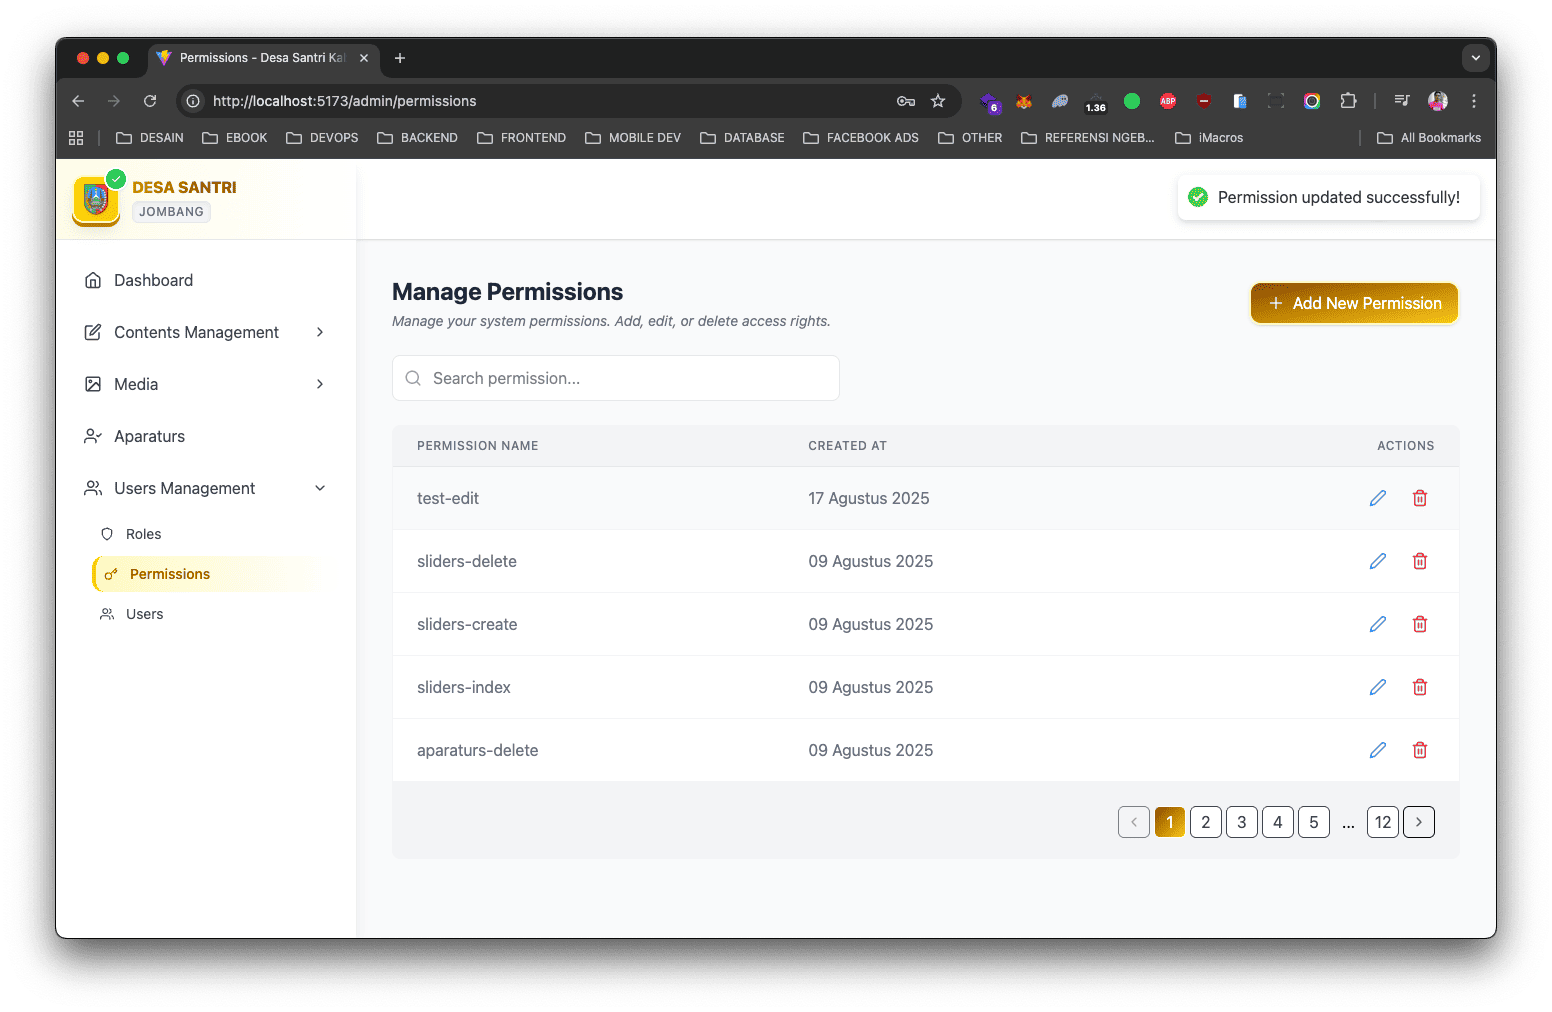 Permissions - Desa Santri Ka
http://localhost:5173/admin/permissions
6
1.36
ABP
DESAIN
EBOOK
DEVOPS
BACKEND
FRONTEND
MOBILE DEV
DATABASE
FACEBOOK ADS
OTHER
REFERENSI NGEB...
iMacros
All Bookmarks
DESA SANTRI
JOMBANG
Permission updated successfully!
Dashboard
Contents Management
Media
Aparaturs
Users Management
Roles
Permissions
Users
Manage Permissions
Manage your system permissions. Add, edit, or delete access rights.
Add New Permission
Search permission...
PERMISSION NAME CREATED AT ACTIONS
test-edit 17 Agustus 2025
sliders-delete 09 Agustus 2025
sliders-create 09 Agustus 2025
sliders-index 09 Agustus 2025
aparaturs-delete 09 Agustus 2025
1 2 3 4 5 ... 12